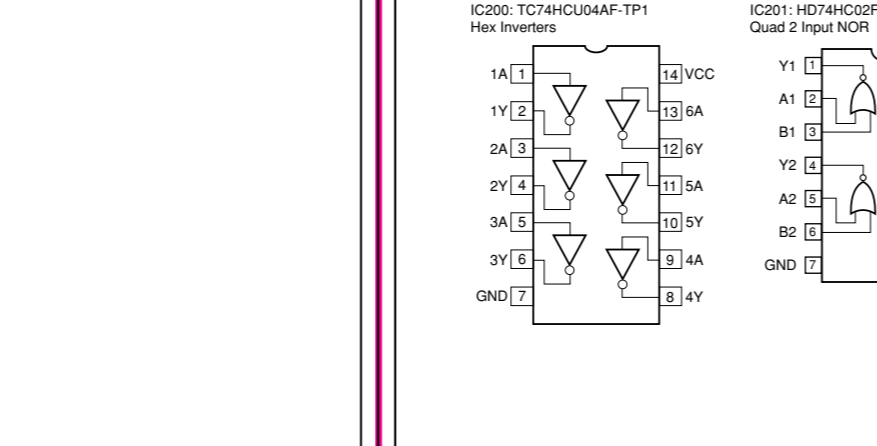 IC200: TC74HCU04AF-TP1
Hex Inverters
1A 1
1Y 2
2A 3
2Y 4
3A 5
3Y 6
GND 7
14 VCC
13 6A
12 6Y
11 5A
10 5Y
9 4A
8 4Y
IC201: HD74HC02F
Quad 2 Input NOR
Y1 1
A1 2
B1 3
Y2 4
A2 5
B2 6
GND 7